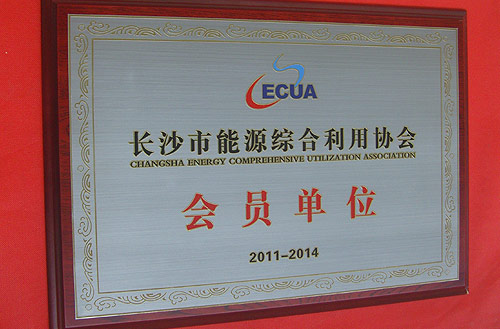 ECUA
长沙市能源综合利用协会
CHANGSHA ENERGY COMPREHENSIVE UTILIZATION ASSOCIATION
会员单位
2011-2014